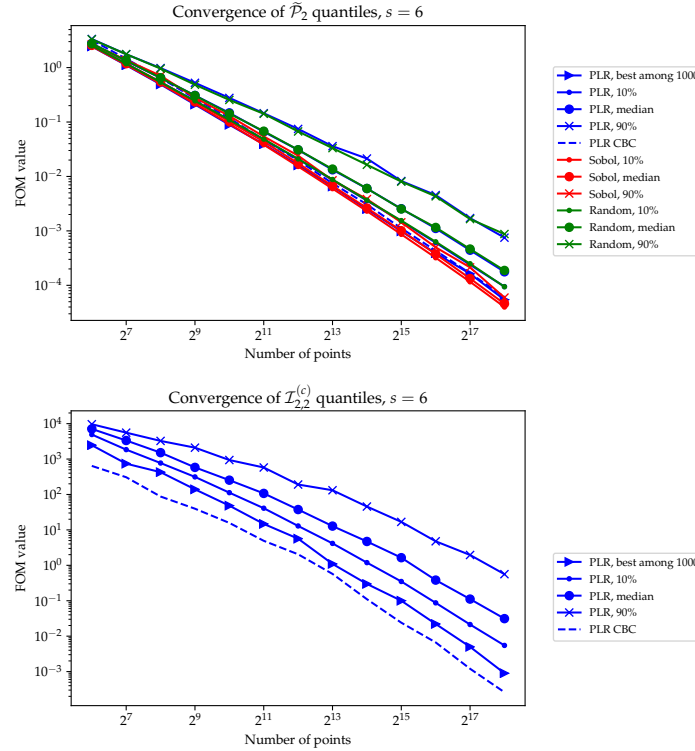 Convergence of P̃₂ quantiles, s = 6
FOM value
10⁰
10⁻¹
10⁻²
10⁻³
10⁻⁴
2⁷
2⁹
2¹¹
2¹³
2¹⁵
2¹⁷
Number of points
PLR, best among 1000
PLR, 10%
PLR, median
PLR, 90%
PLR CBC
Sobol, 10%
Sobol, median
Sobol, 90%
Random, 10%
Random, median
Random, 90%
Convergence of I₂,₂⁽ᶜ⁾ quantiles, s = 6
FOM value
10⁴
10³
10²
10¹
10⁰
10⁻¹
10⁻²
10⁻³
2⁷
2⁹
2¹¹
2¹³
2¹⁵
2¹⁷
Number of points
PLR, best among 1000
PLR, 10%
PLR, median
PLR, 90%
PLR CBC